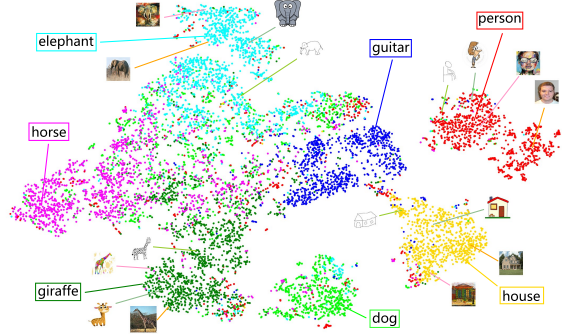 person
elephant
guitar
horse
giraffe
house
dog